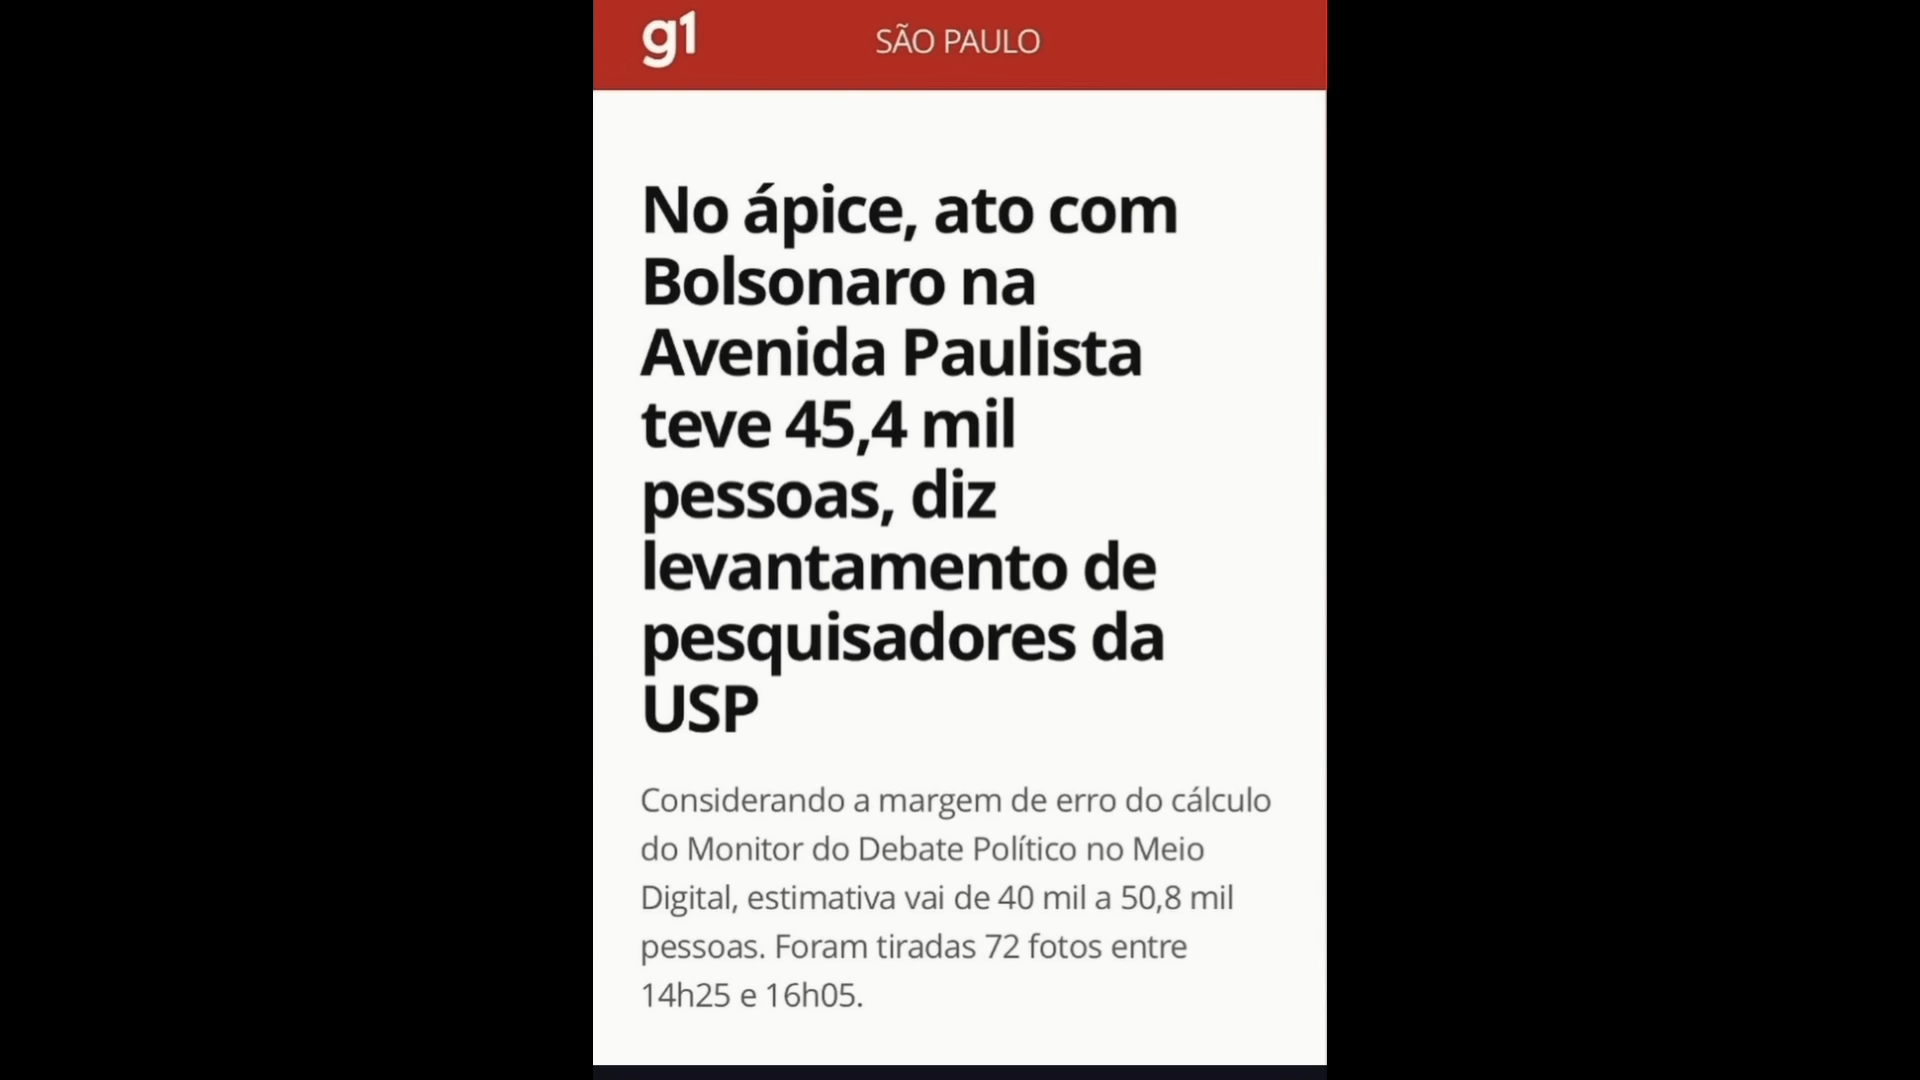 g1
SÃO PAULO
No ápice, ato com
Bolsonaro na
Avenida Paulista
teve 45,4 mil
pessoas, diz
levantamento de
pesquisadores da
USP
Considerando a margem de erro do cálculo
do Monitor do Debate Político no Meio
Digital, estimativa vai de 40 mil a 50,8 mil
pessoas. Foram tiradas 72 fotos entre
14h25 e 16h05.